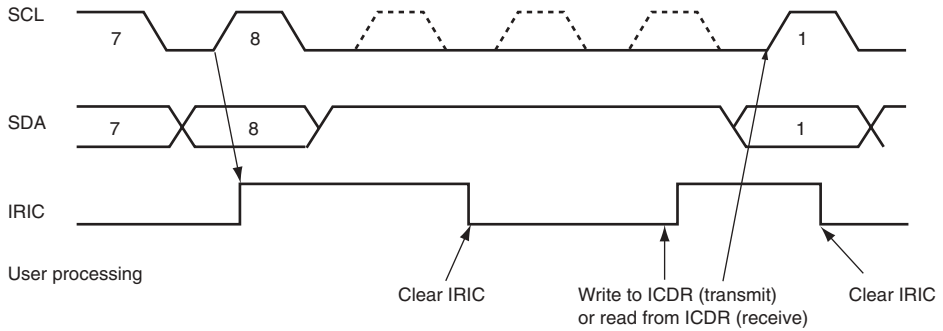 SCL
7 8 1
SDA
7 8 1
IRIC
User processing
Clear IRIC
Write to ICDR (transmit)
or read from ICDR (receive)
Clear IRIC